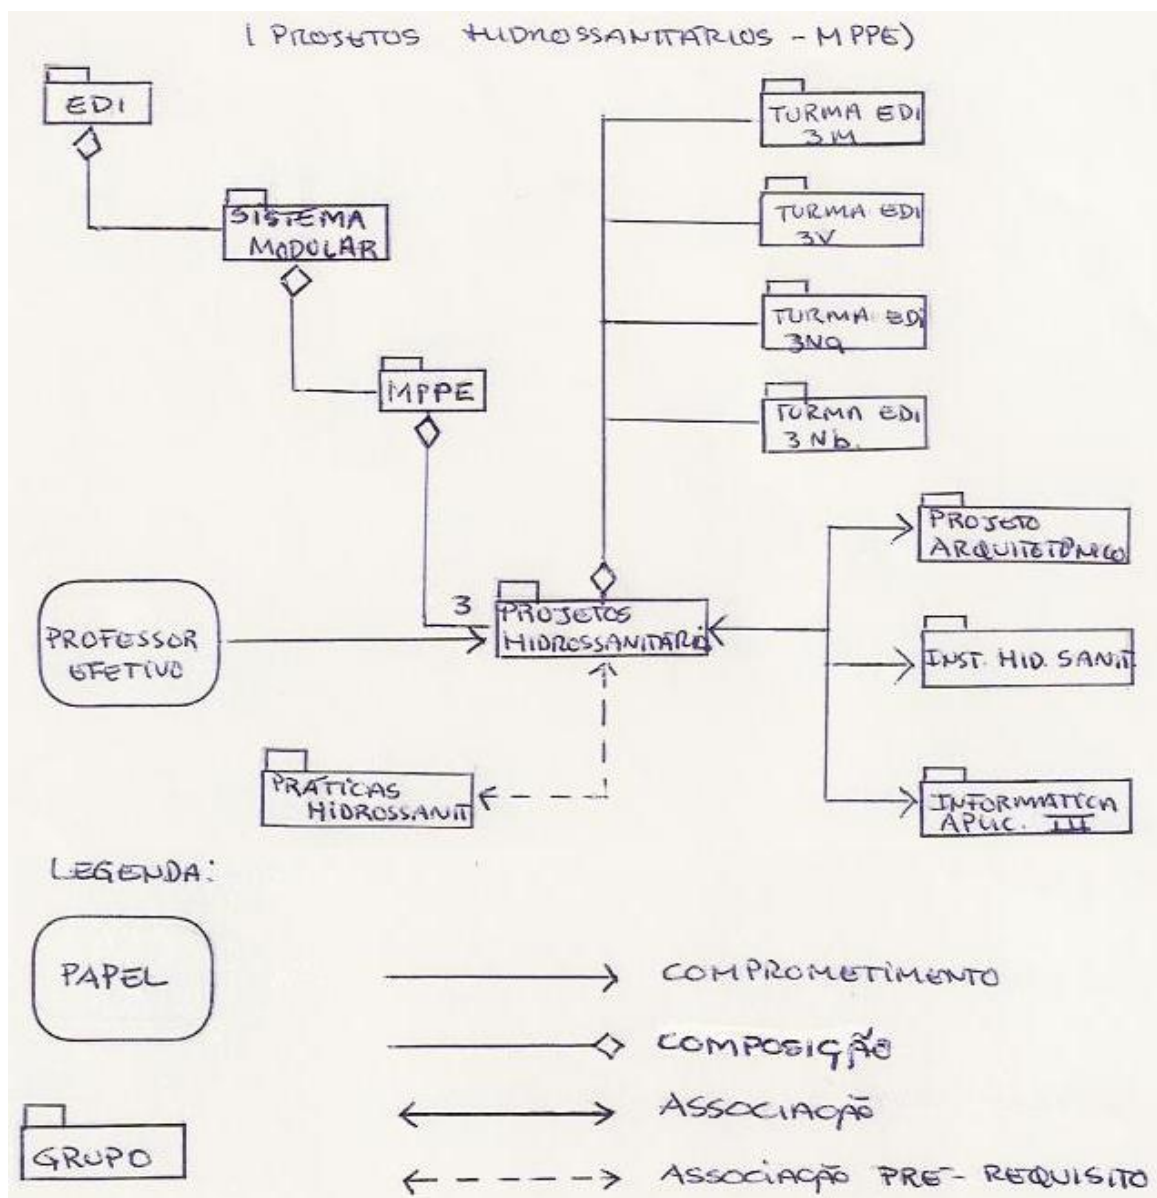 ( PROJETOS HIDROSSANITÁRIOS - MPPE)
EDI
TURMA EDI
3M
SISTEMA
MODULAR
TURMA EDI
3V
TURMA EDI
3Na
MPPE
TURMA EDI
3Nb.
PROJETO
ARQUITETÔNICO
3
PROJETOS
HIDROSSANITÁRIO
PROFESSOR
EFETIVO
INST. HID. SANIT.
PRÁTICAS
HIDROSSANIT
INFORMÁTICA
APLIC. III
LEGENDA:
PAPEL
COMPROMETIMENTO
COMPOSIÇÃO
ASSOCIAÇÃO
GRUPO
ASSOCIAÇÃO PRÉ-REQUISITO